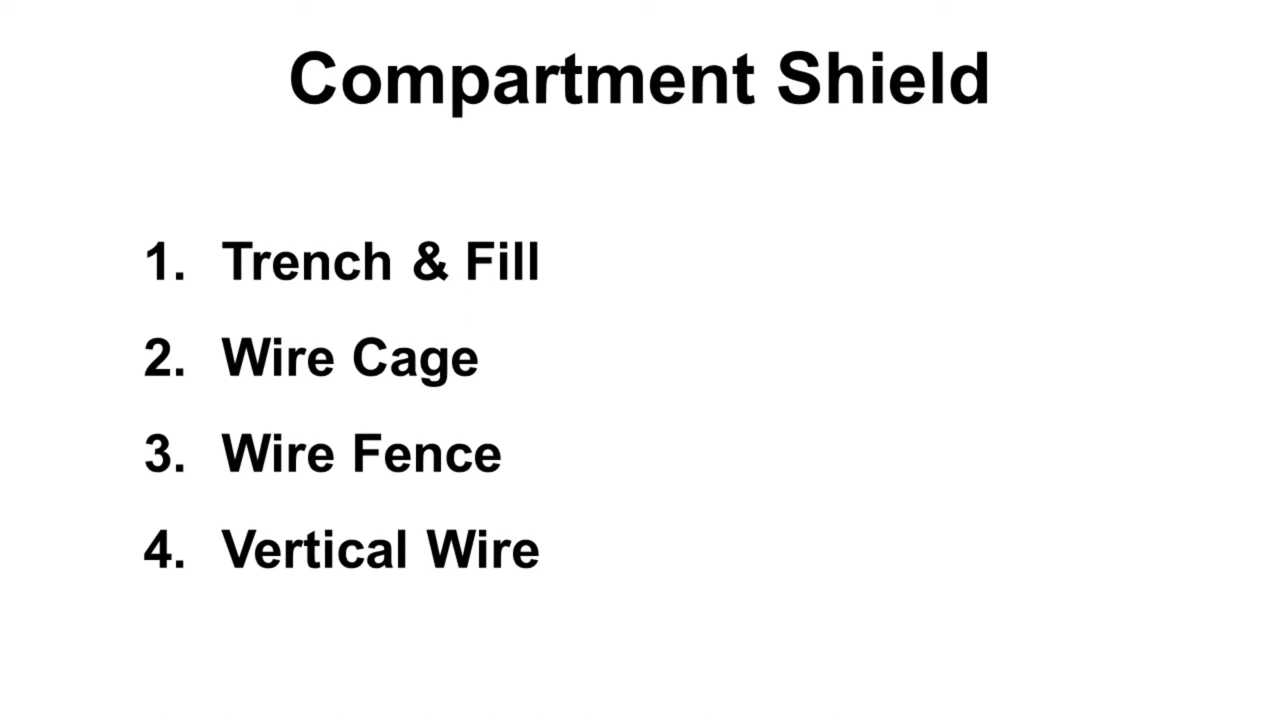 Compartment Shield
1. Trench & Fill
2. Wire Cage
3. Wire Fence
4. Vertical Wire